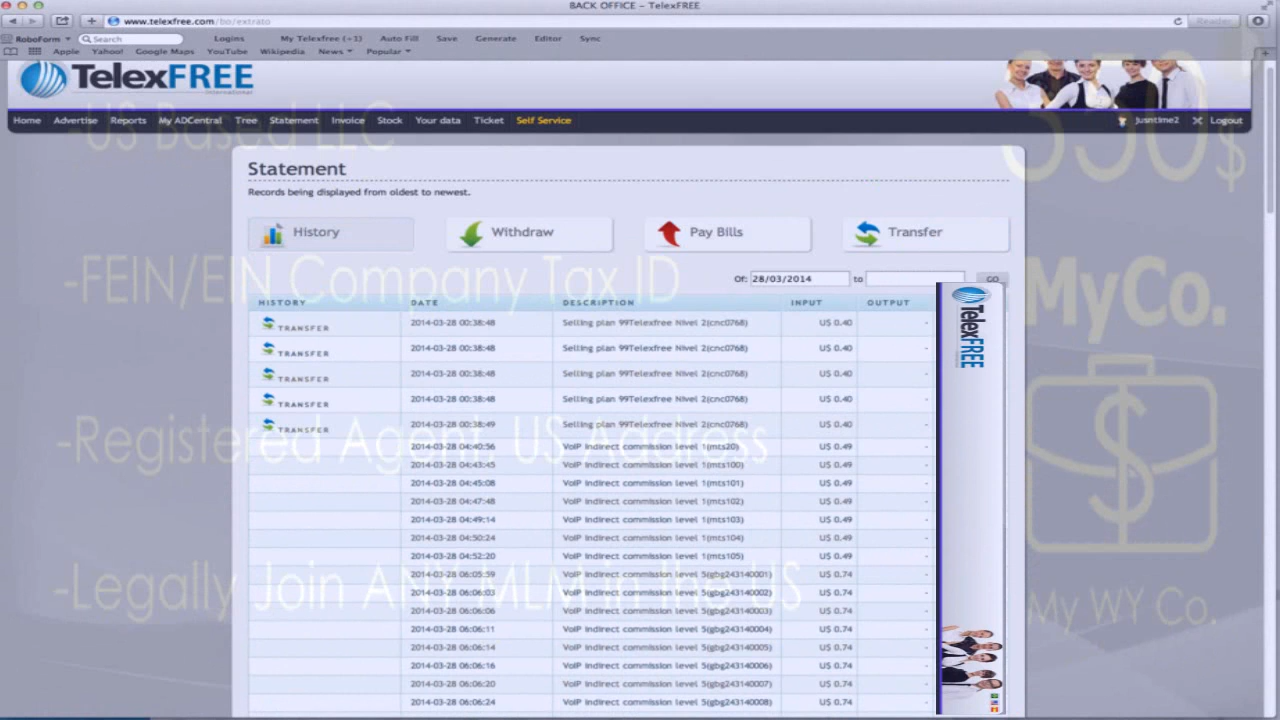 BACK OFFICE - TelexFREE
www.telexfree.com/bo/extrato
Reader
RoboForm Search Logins My Telexfree (+1) Auto Fill Save Generate Editor Sync
Apple Yahoo! Google Maps YouTube Wikipedia News Popular
TelexFREE
International
Home Advertise Reports My ADCentral Tree Statement Invoice Stock Your data Ticket Self Service jusntime2 Logout
-US Based LLC
350$
Statement
Records being displayed from oldest to newest.
History Withdraw Pay Bills Transfer
-FEIN/EIN Company Tax ID
Of: 28/03/2014 to GO
MyCo.
HISTORY DATE DESCRIPTION INPUT OUTPUT
TelexFREE
TRANSFER 2014-03-28 00:38:48 Selling plan 99Telexfree Nivel 2(cnc0768) U$ 0.40 -
TRANSFER 2014-03-28 00:38:48 Selling plan 99Telexfree Nivel 2(cnc0768) U$ 0.40 -
TRANSFER 2014-03-28 00:38:48 Selling plan 99Telexfree Nivel 2(cnc0768) U$ 0.40 -
TRANSFER 2014-03-28 00:38:48 Selling plan 99Telexfree Nivel 2(cnc0768) U$ 0.40 -
TRANSFER 2014-03-28 00:38:49 Selling plan 99Telexfree Nivel 2(cnc0768) U$ 0.40 -
-Registered Agent: US Address
2014-03-28 04:40:56 VoIP indirect commission level 1(mts20) U$ 0.49 -
2014-03-28 04:43:45 VoIP indirect commission level 1(mts100) U$ 0.49 -
2014-03-28 04:45:08 VoIP indirect commission level 1(mts101) U$ 0.49 -
2014-03-28 04:47:48 VoIP indirect commission level 1(mts102) U$ 0.49 -
2014-03-28 04:49:14 VoIP indirect commission level 1(mts103) U$ 0.49 -
2014-03-28 04:50:24 VoIP indirect commission level 1(mts104) U$ 0.49 -
2014-03-28 04:52:20 VoIP indirect commission level 1(mts105) U$ 0.49 -
2014-03-28 06:05:59 VoIP indirect commission level 5(gbg243140001) U$ 0.74 -
-Legally Join ANY MLM in the US
2014-03-28 06:06:03 VoIP indirect commission level 5(gbg243140002) U$ 0.74 -
2014-03-28 06:06:06 VoIP indirect commission level 5(gbg243140003) U$ 0.74 -
My WY Co.
2014-03-28 06:06:11 VoIP indirect commission level 5(gbg243140004) U$ 0.74 -
2014-03-28 06:06:14 VoIP indirect commission level 5(gbg243140005) U$ 0.74 -
2014-03-28 06:06:16 VoIP indirect commission level 5(gbg243140006) U$ 0.74 -
2014-03-28 06:06:20 VoIP indirect commission level 5(gbg243140007) U$ 0.74 -
2014-03-28 06:06:24 VoIP indirect commission level 5(gbg243140008) U$ 0.74 -